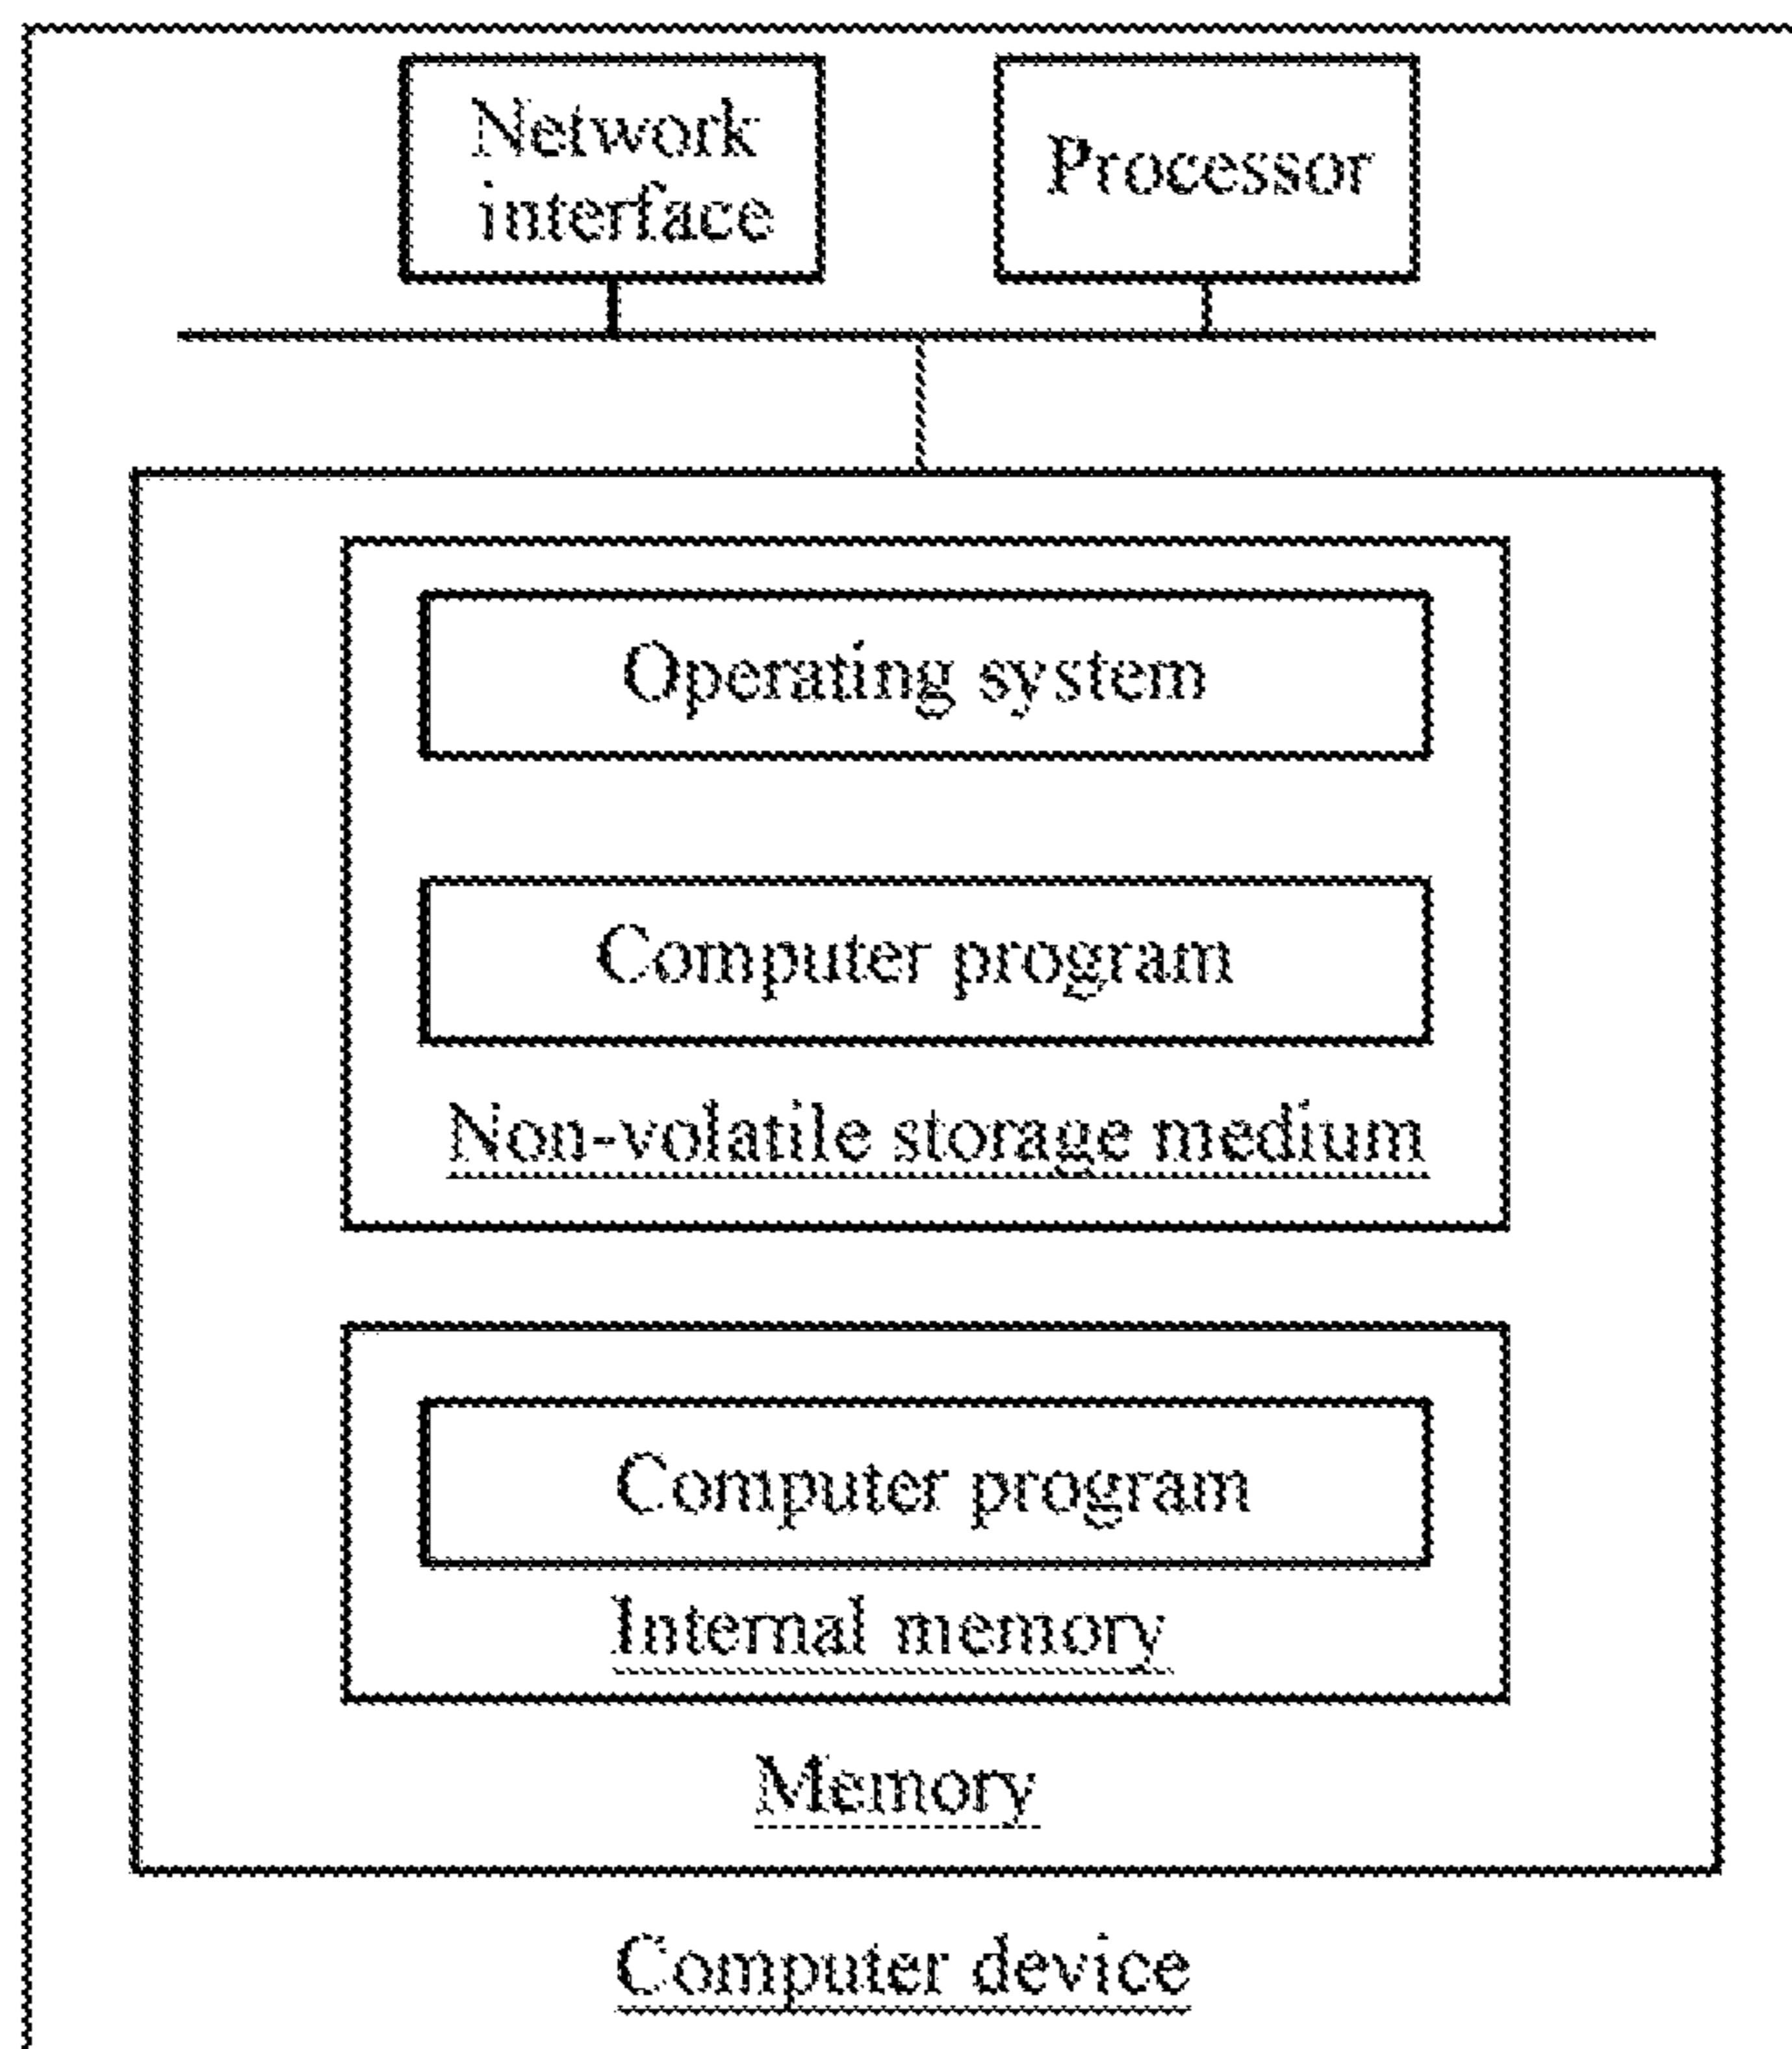 Network
interface
Processor
Operating system
Computer program
Non-volatile storage medium
Computer program
Internal memory
Memory
Computer device